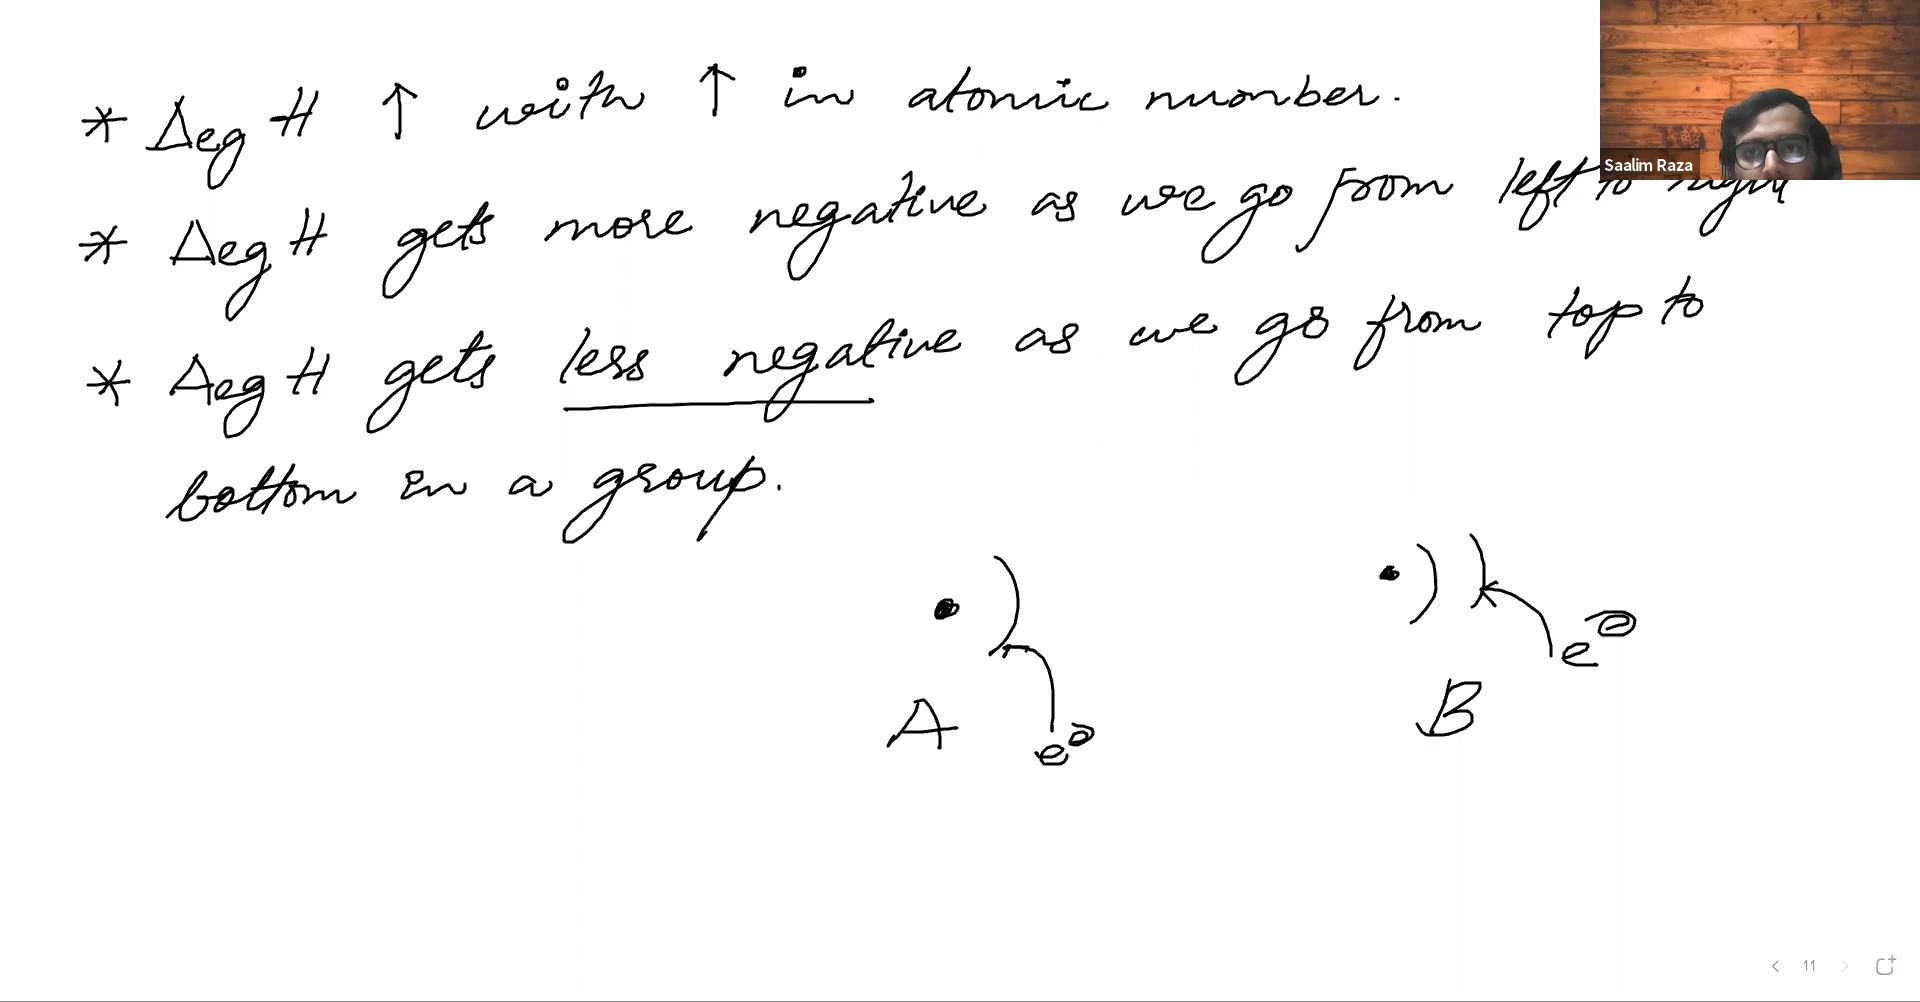 * ΔegH ↑ with ↑ in atomic number.
Saalim Raza
* ΔegH gets more negative as we go from left to right
* ΔegH gets less negative as we go from top to
bottom in a group.
A e⊖
B e⊖
11